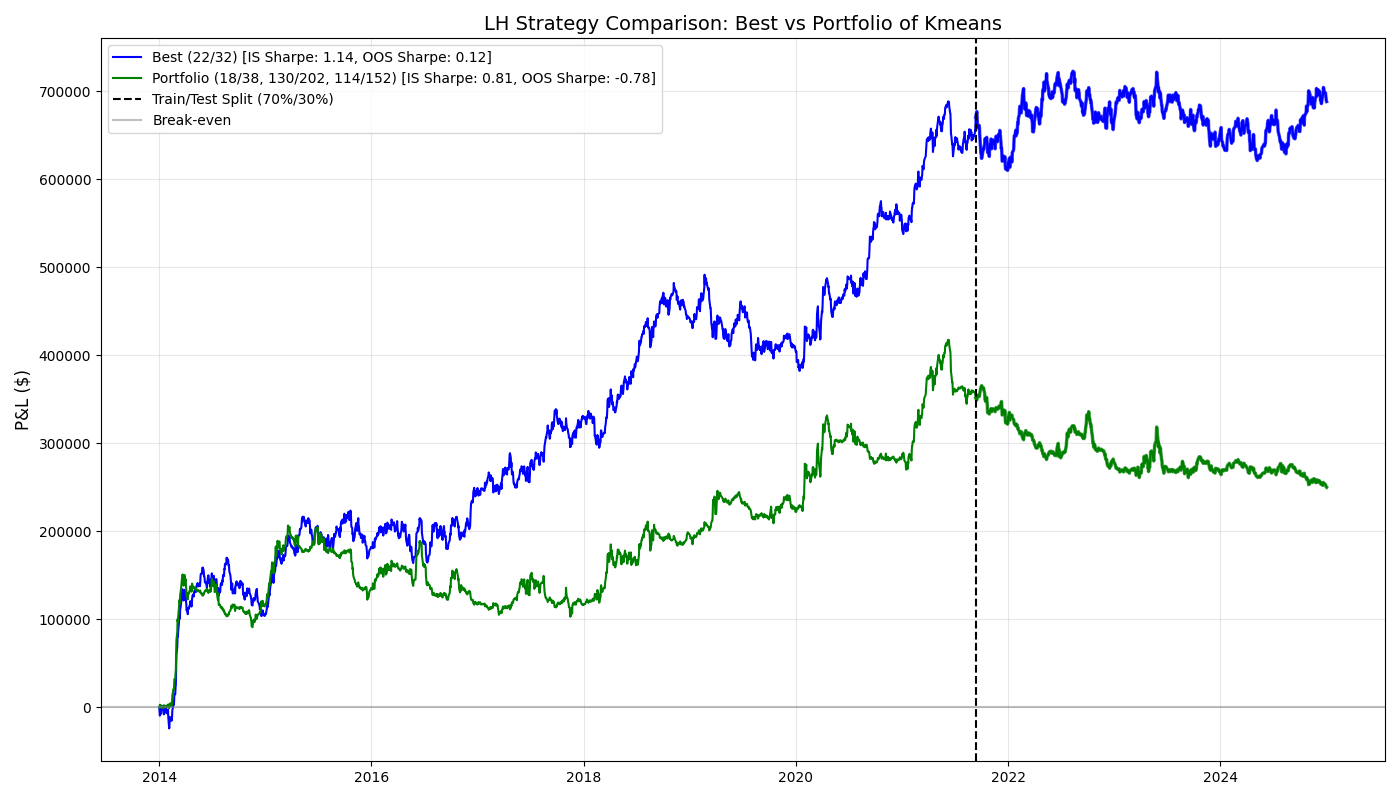 LH Strategy Comparison: Best vs Portfolio of Kmeans
Best (22/32) [IS Sharpe: 1.14, OOS Sharpe: 0.12]
Portfolio (18/38, 130/202, 114/152) [IS Sharpe: 0.81, OOS Sharpe: -0.78]
Train/Test Split (70%/30%)
Break-even
P&L ($)
700000
600000
500000
400000
300000
200000
100000
0
2014 2016 2018 2020 2022 2024